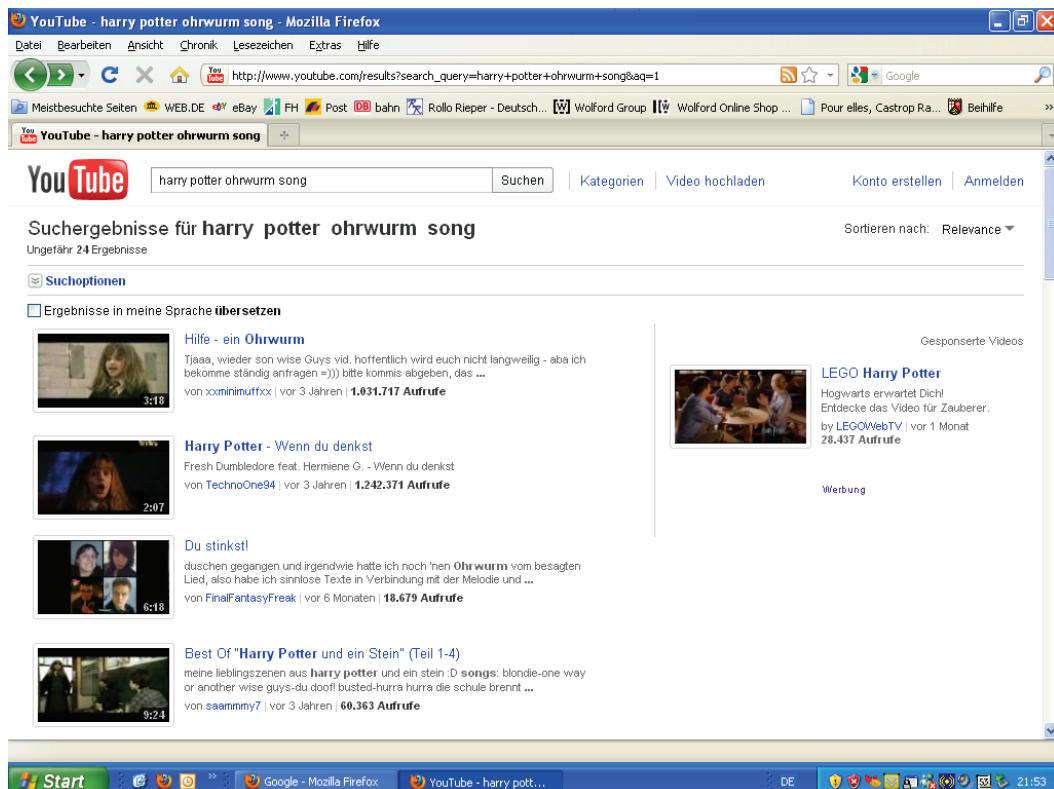 YouTube - harry potter ohrwurm song - Mozilla Firefox
Datei Bearbeiten Ansicht Chronik Lesezeichen Extras Hilfe
http://www.youtube.com/results?search_query=harry+potter+ohrwurm+song&aq=1
Google
Meistbesuchte Seiten WEB.DE eBay FH Post DB bahn Rollo Rieper - Deutsch... Wolford Group Wolford Online Shop ... Pour elles, Castrop Ra... Beihilfe »
YouTube - harry potter ohrwurm song
YouTube harry potter ohrwurm song Suchen Kategorien Video hochladen Konto erstellen Anmelden
Suchergebnisse für harry potter ohrwurm song
Sortieren nach: Relevance
Ungefähr 24 Ergebnisse
Suchoptionen
Ergebnisse in meine Sprache übersetzen
Hilfe - ein Ohrwurm
Tjaaa, wieder son wise Guys vid. hoffentlich wird euch nicht langweilig - aba ich
bekomme ständig anfragen =))) bitte kommis abgeben, das ...
von xxminimuffxx | vor 3 Jahren | 1.031.717 Aufrufe
3:18
Harry Potter - Wenn du denkst
Fresh Dumbledore feat. Hermiene G. - Wenn du denkst
von TechnoOne94 | vor 3 Jahren | 1.242.371 Aufrufe
2:07
Du stinkst!
duschen gegangen und irgendwie hatte ich noch 'nen Ohrwurm vom besagten
Lied, also habe ich sinnlose Texte in Verbindung mit der Melodie und ...
von FinalFantasyFreak | vor 6 Monaten | 18.679 Aufrufe
6:18
Best Of "Harry Potter und ein Stein" (Teil 1-4)
meine lieblingszenen aus harry potter und ein stein :D songs: blondie-one way
or another wise guys-du doof! busted-hurra hurra die schule brennt ...
von saammmy7 | vor 3 Jahren | 60.363 Aufrufe
9:24
Gesponserte Videos
LEGO Harry Potter
Hogwarts erwartet Dich!
Entdecke das Video für Zauberer.
by LEGOWebTV | vor 1 Monat
28.437 Aufrufe
Werbung
Start » Google - Mozilla Firefox YouTube - harry pott... DE 21:53